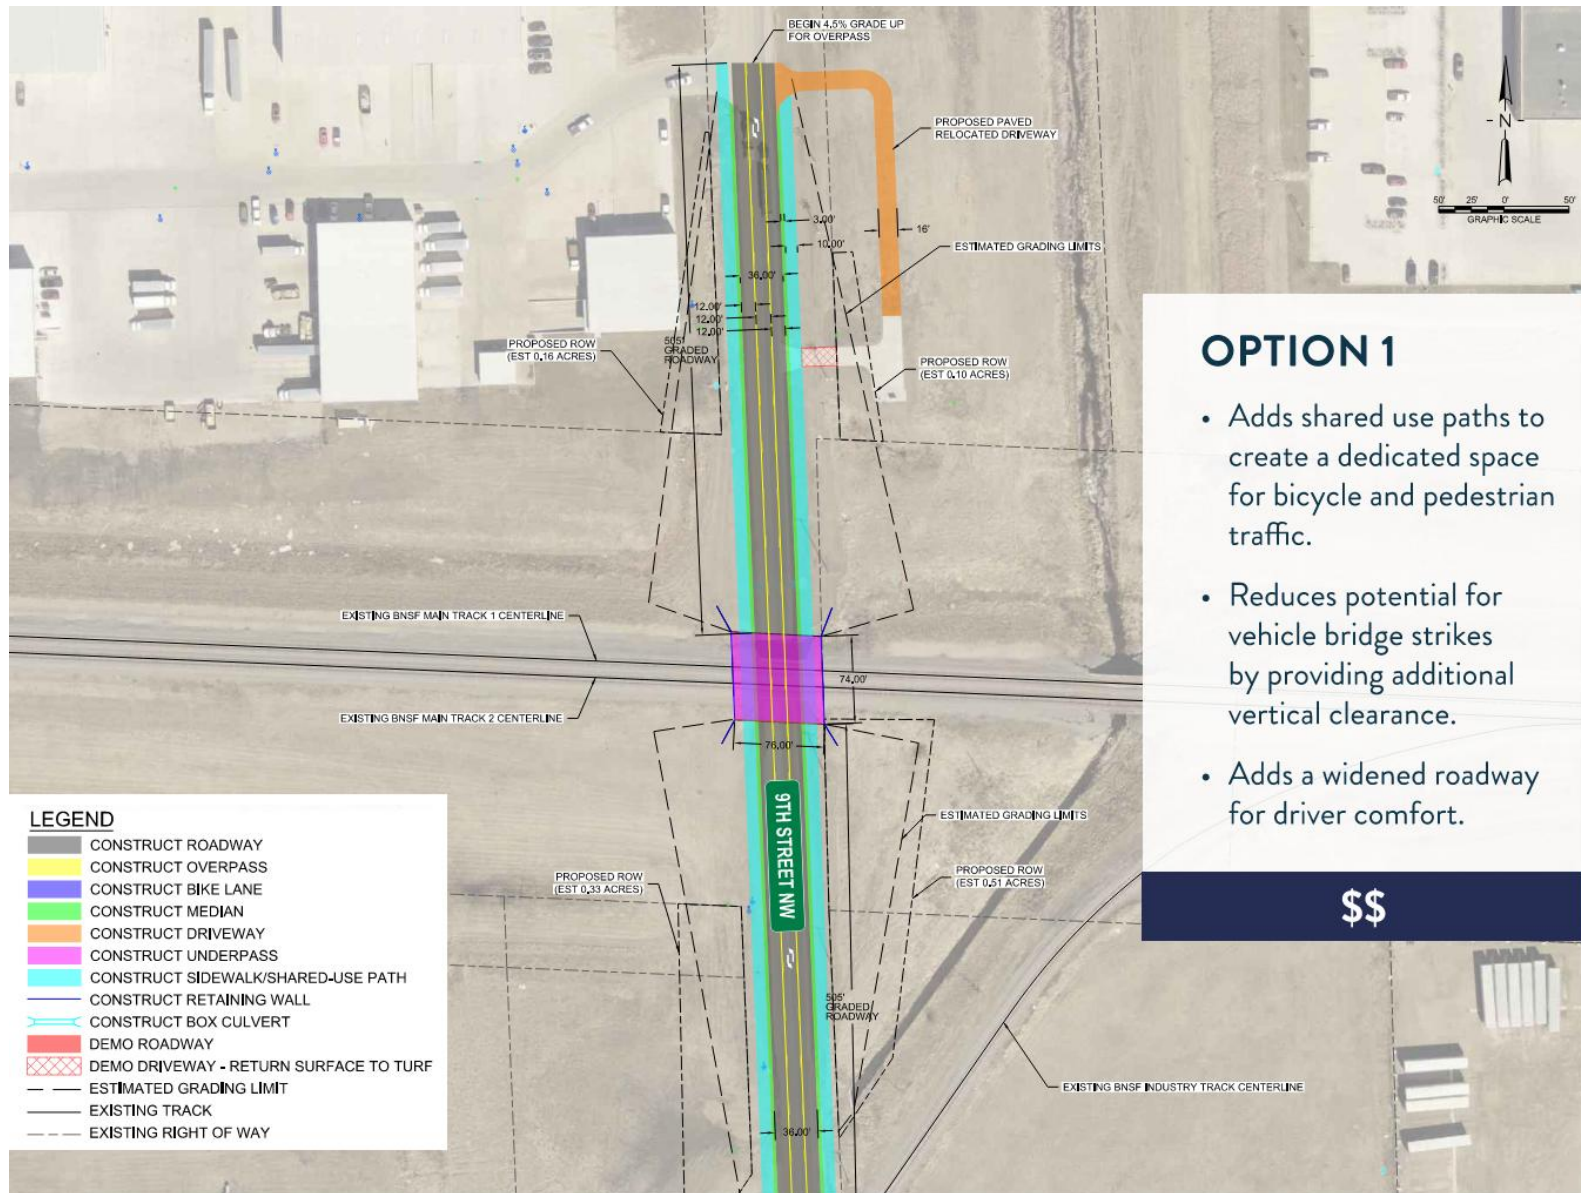 BEGIN 4.5% GRADE UP
FOR OVERPASS
PROPOSED PAVED
RELOCATED DRIVEWAY
N
50' 25' 0' 50'
GRAPHIC SCALE
3.00'
16'
10.00'
ESTIMATED GRADING LIMITS
36.00'
12.00'
12.00'
12.00'
PROPOSED ROW
(EST 0.16 ACRES)
505'
GRADED
ROADWAY
PROPOSED ROW
(EST 0.10 ACRES)
EXISTING BNSF MAIN TRACK 1 CENTERLINE
74.00'
EXISTING BNSF MAIN TRACK 2 CENTERLINE
76.00'
9TH STREET NW
ESTIMATED GRADING LIMITS
PROPOSED ROW
(EST 0.33 ACRES)
PROPOSED ROW
(EST 0.51 ACRES)
505'
GRADED
ROADWAY
EXISTING BNSF INDUSTRY TRACK CENTERLINE
36.00'
OPTION 1
• Adds shared use paths to
create a dedicated space
for bicycle and pedestrian
traffic.
• Reduces potential for
vehicle bridge strikes
by providing additional
vertical clearance.
• Adds a widened roadway
for driver comfort.
$$
LEGEND
CONSTRUCT ROADWAY
CONSTRUCT OVERPASS
CONSTRUCT BIKE LANE
CONSTRUCT MEDIAN
CONSTRUCT DRIVEWAY
CONSTRUCT UNDERPASS
CONSTRUCT SIDEWALK/SHARED-USE PATH
CONSTRUCT RETAINING WALL
CONSTRUCT BOX CULVERT
DEMO ROADWAY
DEMO DRIVEWAY - RETURN SURFACE TO TURF
ESTIMATED GRADING LIMIT
EXISTING TRACK
EXISTING RIGHT OF WAY